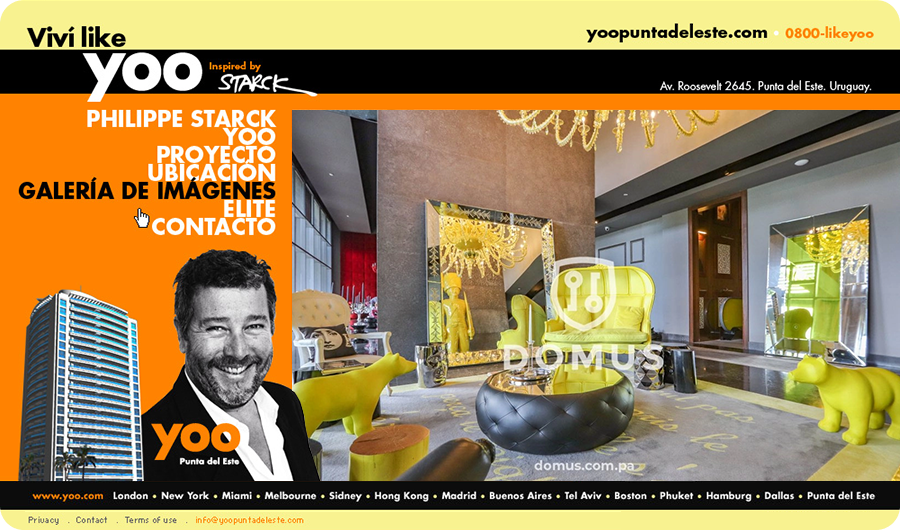 Viví like
yoopuntadeleste.com • 0800-likeyoo
yoo
Inspired by
STARCK
Av. Roosevelt 2645. Punta del Este. Uruguay.
PHILIPPE STARCK
YOO
PROYECTO
UBICACIÓN
GALERÍA DE IMÁGENES
ELITE
CONTACTO
DOMUS
domus.com.pa
yoo
Punta del Este
www.yoo.com London • New York • Miami • Melbourne • Sidney • Hong Kong • Madrid • Buenos Aires • Tel Aviv • Boston • Phuket • Hamburg • Dallas • Punta del Este
Privacy . Contact . Terms of use . info@yoopuntadeleste.com